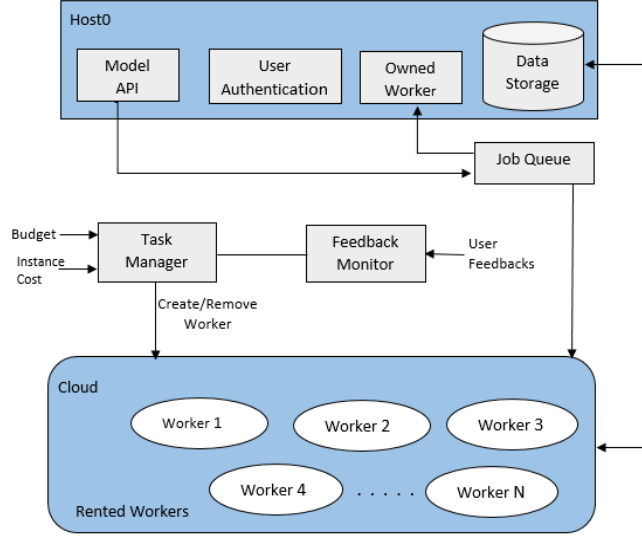 Host0
Model
API
User
Authentication
Owned
Worker
Data
Storage
Job Queue
Budget
Instance
Cost
Task
Manager
Feedback
Monitor
User
Feedbacks
Create/Remove
Worker
Cloud
Worker 1
Worker 2
Worker 3
Worker 4
. . . . .
Worker N
Rented Workers